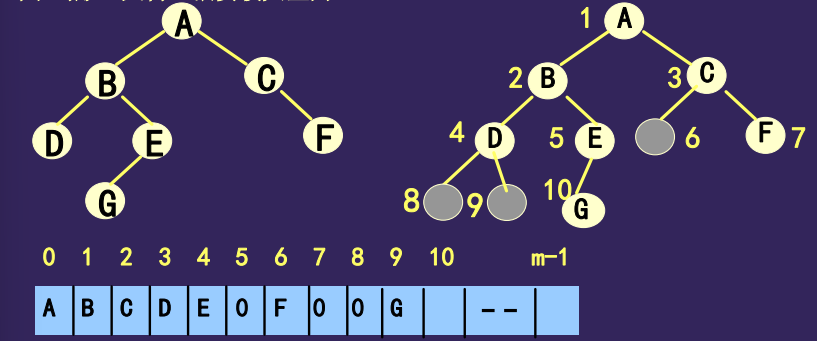 A 1 A
B C 2 B 3 C
D E F 4 D 5 E 6 F 7
G 8 9 10 G
0 1 2 3 4 5 6 7 8 9 10 m-1
A B C D E 0 F 0 0 G --